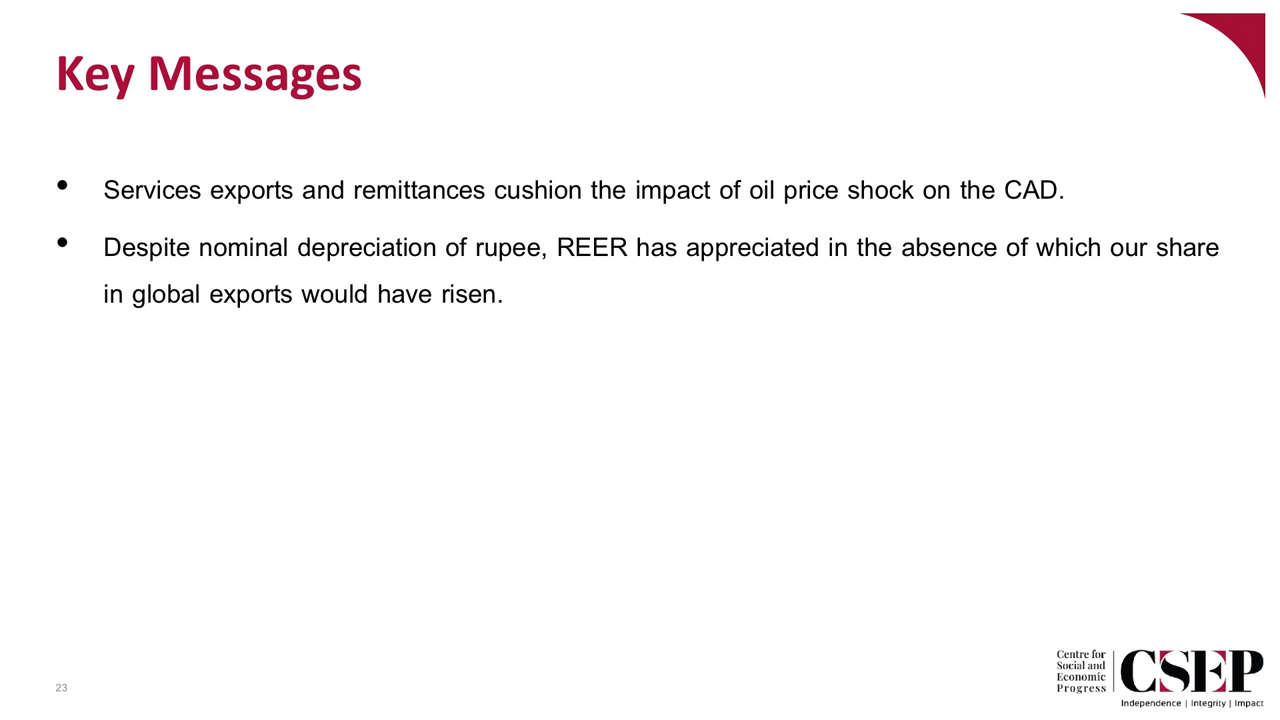 Key Messages
• Services exports and remittances cushion the impact of oil price shock on the CAD.
• Despite nominal depreciation of rupee, REER has appreciated in the absence of which our share
in global exports would have risen.
23
Centre for
Social and
Economic
Progress
CSEP
Independence | Integrity | Impact